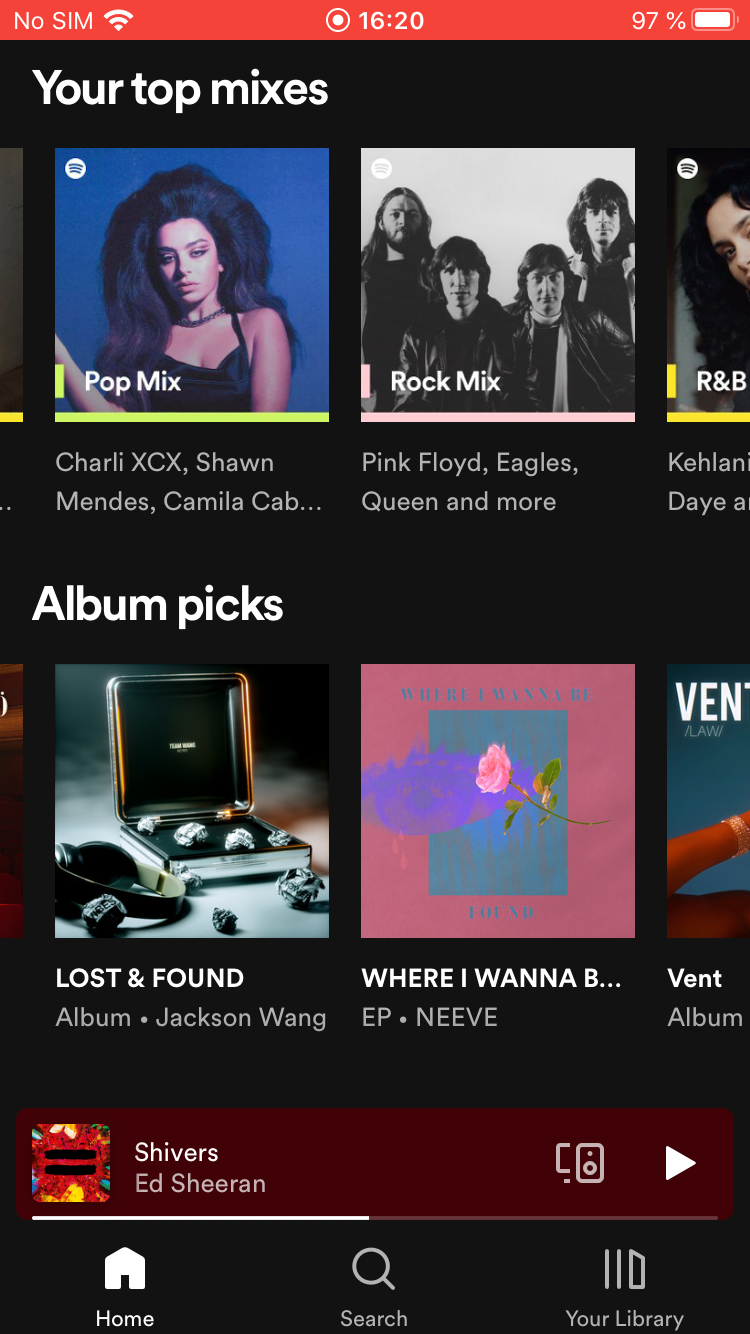 No SIM 16:20 97 %
Your top mixes
Pop Mix
Rock Mix
R&B
Charli XCX, Shawn
Mendes, Camila Cab...
Pink Floyd, Eagles,
Queen and more
Kehlani
Daye
Album picks
TEAM WANG
WHERE I WANNA BE
FOUND
VENT
/LAW/
LOST & FOUND
Album • Jackson Wang
WHERE I WANNA B...
EP • NEEVE
Vent
Album
Shivers
Ed Sheeran
Home
Search
Your Library